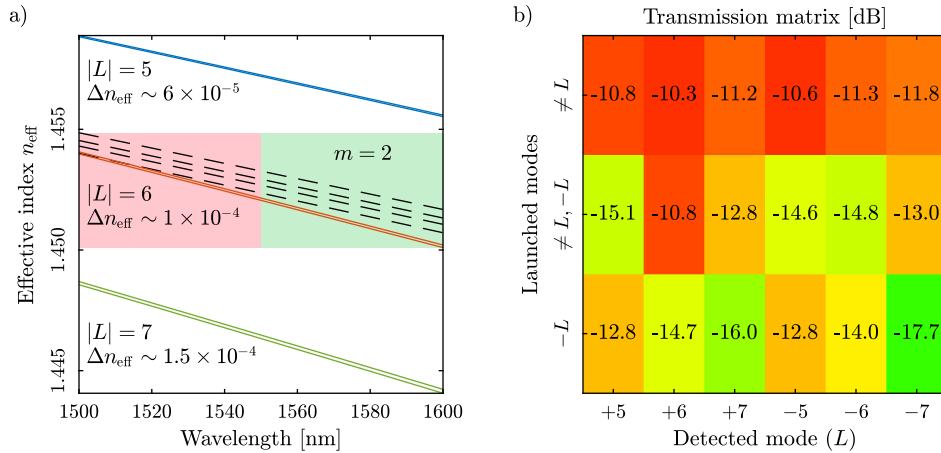 a)
|L| = 5
Δn_eff ∼ 6 × 10⁻⁵
m = 2
|L| = 6
Δn_eff ∼ 1 × 10⁻⁴
|L| = 7
Δn_eff ∼ 1.5 × 10⁻⁴
Effective index n_eff
1.455
1.450
1.445
1500 1520 1540 1560 1580 1600
Wavelength [nm]
b)
Transmission matrix [dB]
Launched modes
≠ L
≠ L, −L
−L
-10.8 -10.3 -11.2 -10.6 -11.3 -11.8
-15.1 -10.8 -12.8 -14.6 -14.8 -13.0
-12.8 -14.7 -16.0 -12.8 -14.0 -17.7
+5 +6 +7 −5 −6 −7
Detected mode (L)